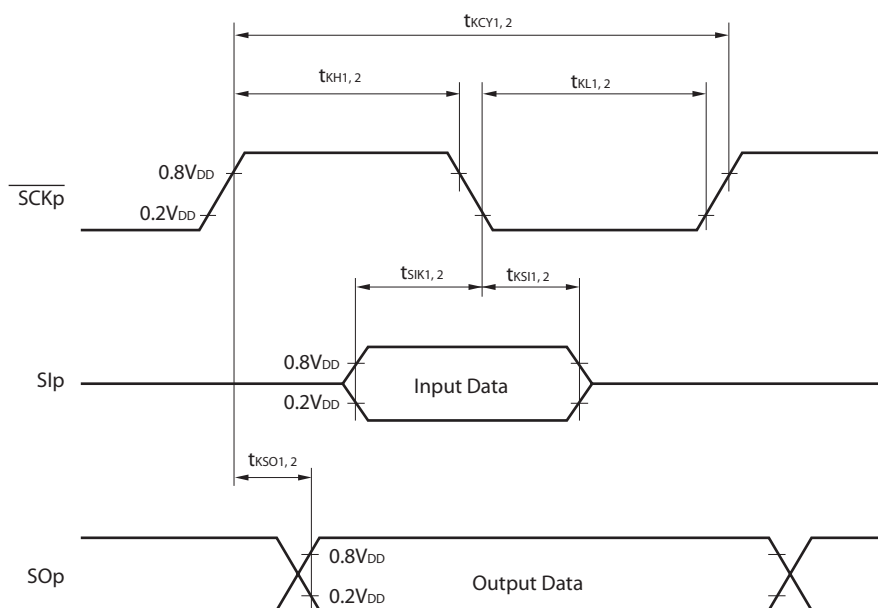 tKCY1, 2
tKH1, 2
tKL1, 2
0.8VDD
SCKp
0.2VDD
tSIK1, 2
tKSI1, 2
0.8VDD
SIp
Input Data
0.2VDD
tKSO1, 2
0.8VDD
SOp
Output Data
0.2VDD